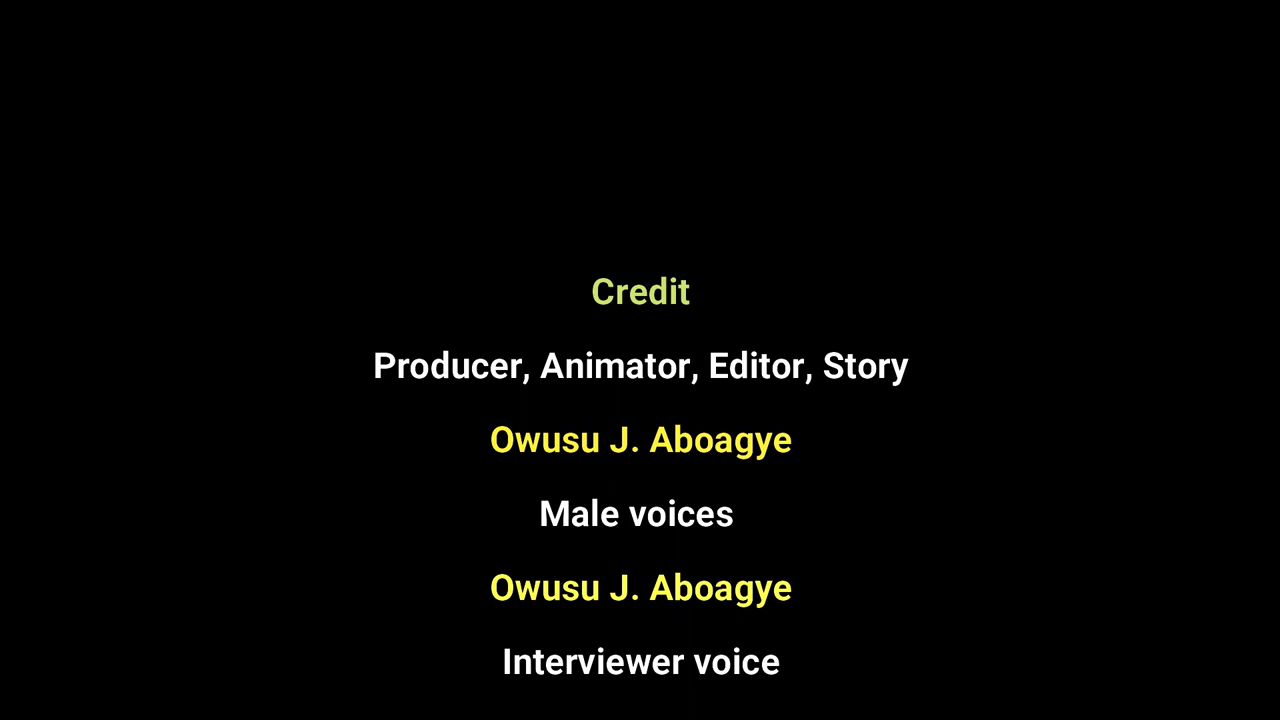 Credit
Producer, Animator, Editor, Story
Owusu J. Aboagye
Male voices
Owusu J. Aboagye
Interviewer voice